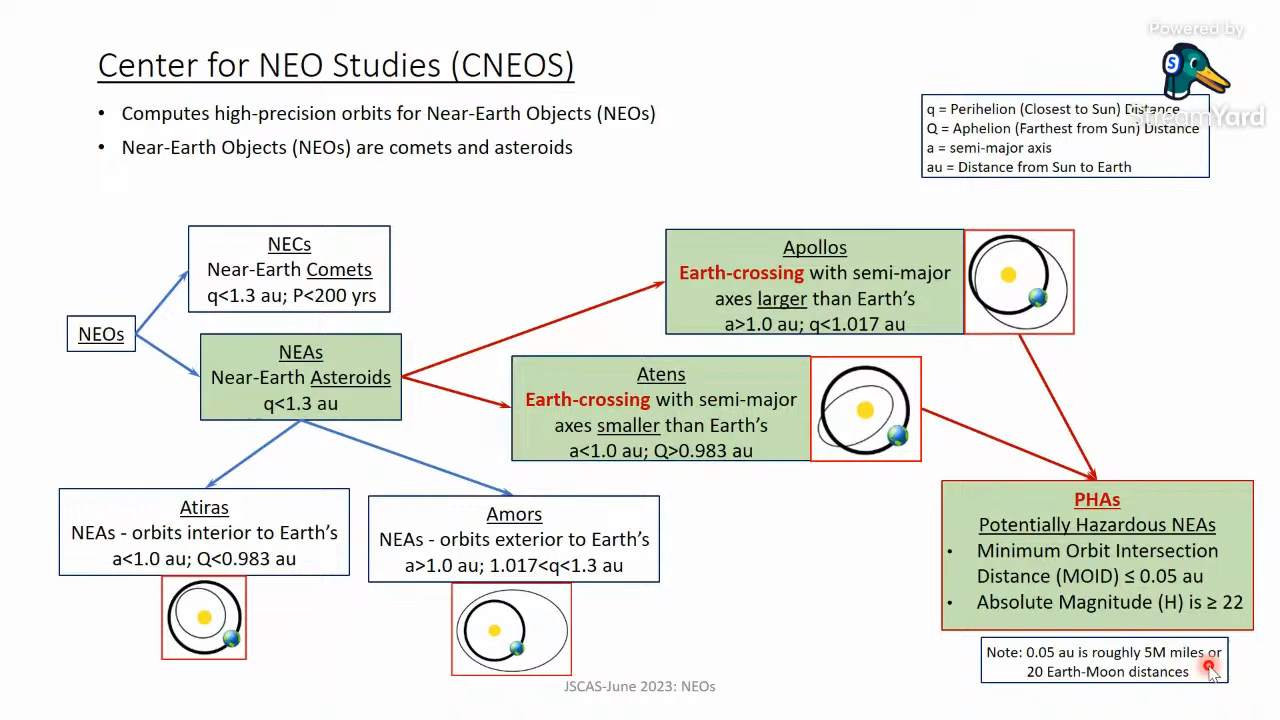 Powered by
StreamYard
Center for NEO Studies (CNEOS)
• Computes high-precision orbits for Near-Earth Objects (NEOs)
• Near-Earth Objects (NEOs) are comets and asteroids
q = Perihelion (Closest to Sun) Distance
Q = Aphelion (Farthest from Sun) Distance
a = semi-major axis
au = Distance from Sun to Earth
NEOs
NECs
Near-Earth Comets
q<1.3 au; P<200 yrs
NEAs
Near-Earth Asteroids
q<1.3 au
Apollos
Earth-crossing with semi-major
axes larger than Earth's
a>1.0 au; q<1.017 au
Atens
Earth-crossing with semi-major
axes smaller than Earth's
a<1.0 au; Q>0.983 au
Atiras
NEAs - orbits interior to Earth's
a<1.0 au; Q<0.983 au
Amors
NEAs - orbits exterior to Earth's
a>1.0 au; 1.017<q<1.3 au
PHAs
Potentially Hazardous NEAs
• Minimum Orbit Intersection
Distance (MOID) ≤ 0.05 au
• Absolute Magnitude (H) is ≥ 22
Note: 0.05 au is roughly 5M miles or
20 Earth-Moon distances
JSCAS-June 2023: NEOs